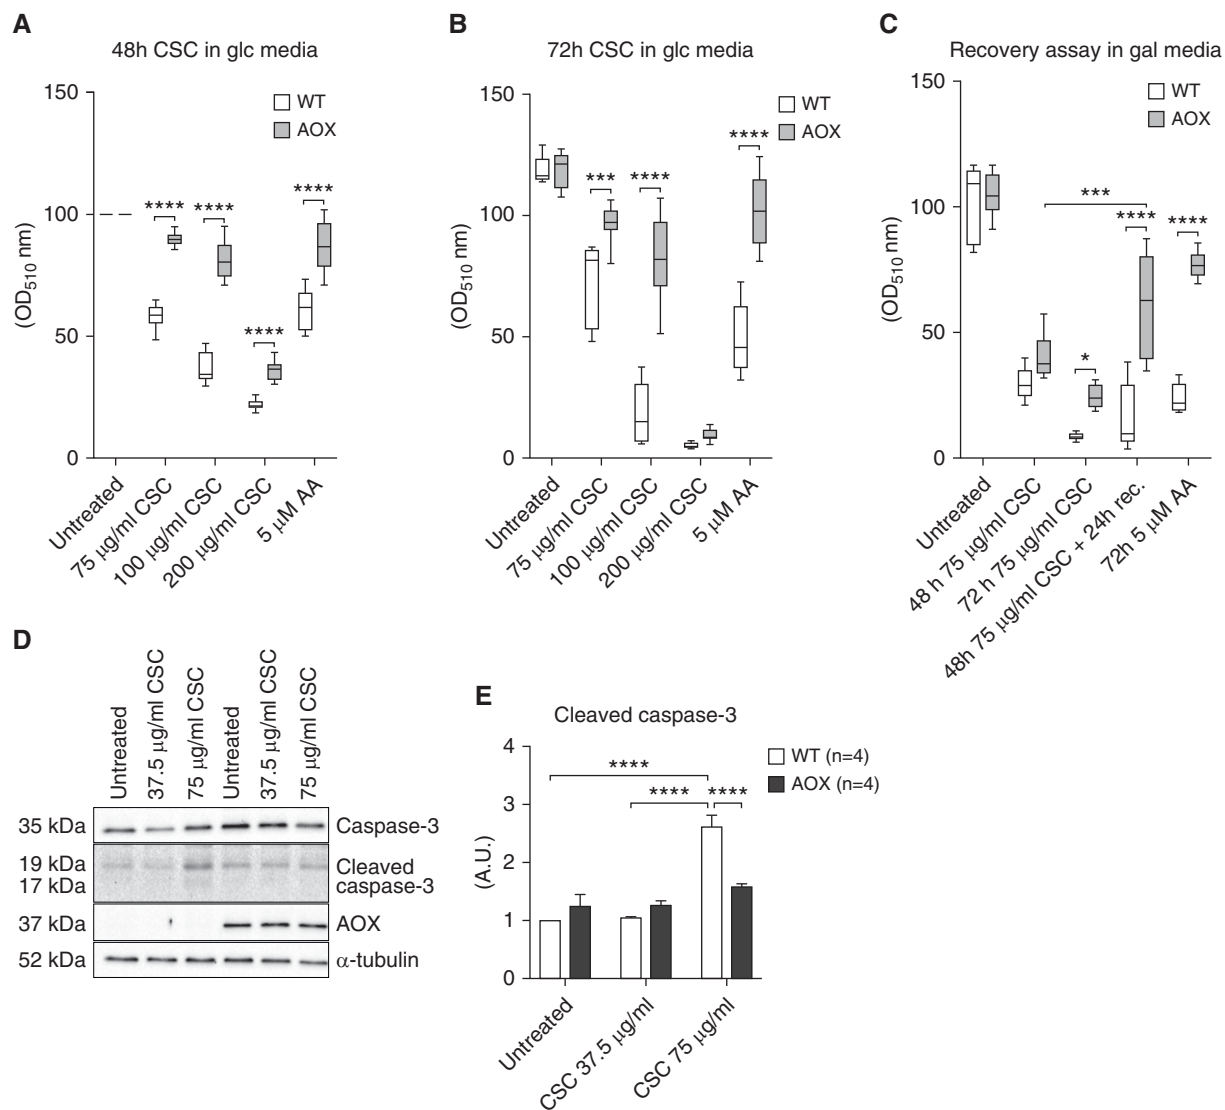 A
48h CSC in glc media
150
100
50
0
(OD510 nm)
WT
AOX
****
****
****
****
Untreated
75 µg/ml CSC
100 µg/ml CSC
200 µg/ml CSC
5 µM AA
B
72h CSC in glc media
150
100
50
0
(OD510 nm)
WT
AOX
***
****
****
Untreated
75 µg/ml CSC
100 µg/ml CSC
200 µg/ml CSC
5 µM AA
C
Recovery assay in gal media
150
100
50
0
(OD510 nm)
WT
AOX
***
****
****
*
Untreated
48 h 75 µg/ml CSC
72 h 75 µg/ml CSC
48h 75 µg/ml CSC + 24h rec.
72h 5 µM AA
D
Untreated
37.5 µg/ml CSC
75 µg/ml CSC
Untreated
37.5 µg/ml CSC
75 µg/ml CSC
35 kDa
Caspase-3
19 kDa
17 kDa
Cleaved
caspase-3
37 kDa
AOX
52 kDa
α-tubulin
E
Cleaved caspase-3
4
3
2
1
0
(A.U.)
WT (n=4)
AOX (n=4)
****
****
****
Untreated
CSC 37.5 µg/ml
CSC 75 µg/ml